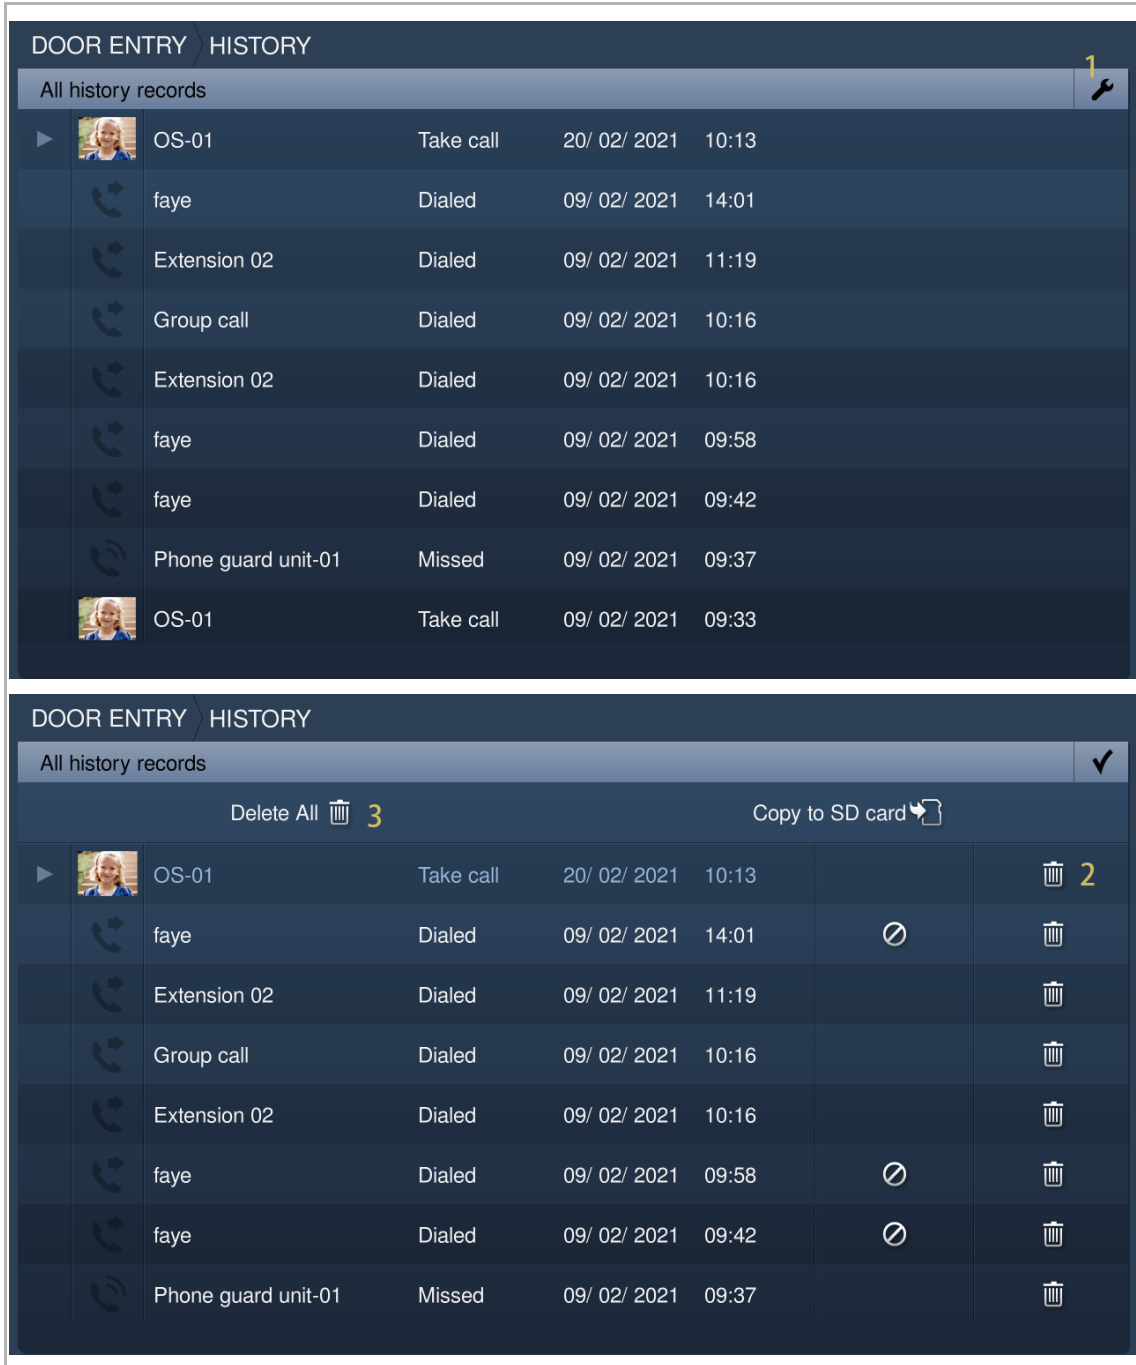 DOOR ENTRY HISTORY
1
All history records
OS-01 Take call 20/ 02/ 2021 10:13
faye Dialed 09/ 02/ 2021 14:01
Extension 02 Dialed 09/ 02/ 2021 11:19
Group call Dialed 09/ 02/ 2021 10:16
Extension 02 Dialed 09/ 02/ 2021 10:16
faye Dialed 09/ 02/ 2021 09:58
faye Dialed 09/ 02/ 2021 09:42
Phone guard unit-01 Missed 09/ 02/ 2021 09:37
OS-01 Take call 09/ 02/ 2021 09:33
DOOR ENTRY HISTORY
All history records
Delete All 3 Copy to SD card
OS-01 Take call 20/ 02/ 2021 10:13 2
faye Dialed 09/ 02/ 2021 14:01
Extension 02 Dialed 09/ 02/ 2021 11:19
Group call Dialed 09/ 02/ 2021 10:16
Extension 02 Dialed 09/ 02/ 2021 10:16
faye Dialed 09/ 02/ 2021 09:58
faye Dialed 09/ 02/ 2021 09:42
Phone guard unit-01 Missed 09/ 02/ 2021 09:37